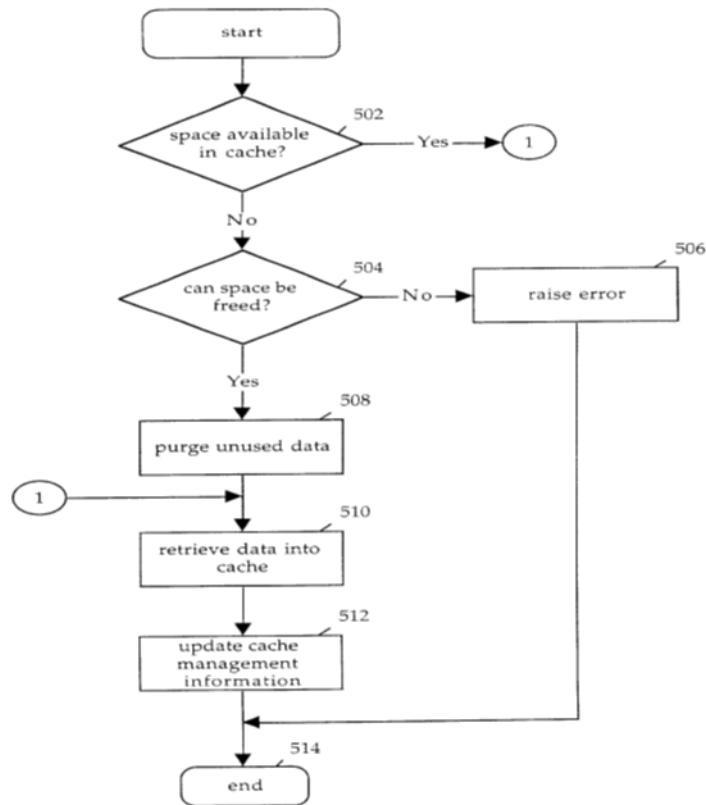 start
502
space available
in cache?
Yes
1
No
504
can space be
freed?
No
506
raise error
Yes
508
purge unused data
1
510
retrieve data into
cache
512
update cache
management
information
514
end